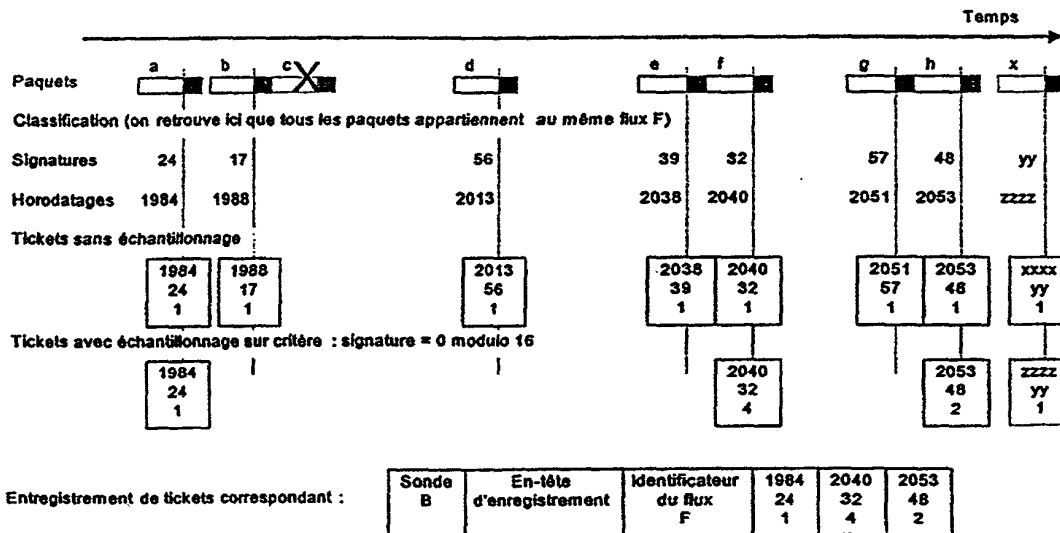 Temps
a b c d e f g h x
Paquets
Classification (on retrouve ici que tous les paquets appartiennent au même flux F)
Signatures 24 17 56 39 32 57 48 yy
Horodatages 1984 1988 2013 2038 2040 2051 2053 zzzz
Tickets sans échantillonnage
1984 1988 2013 2038 2040 2051 2053 xxxx
24 17 56 39 32 57 48 yy
1 1 1 1 1 1 1 1
Tickets avec échantillonnage sur critère : signature = 0 modulo 16
1984 2040 2053 zzzz
24 32 48 yy
1 4 2 1
Entregistrement de tickets correspondant :
Sonde En-tête Identificateur 1984 2040 2053
B d'enregistrement du flux 24 32 48
F 1 4 2